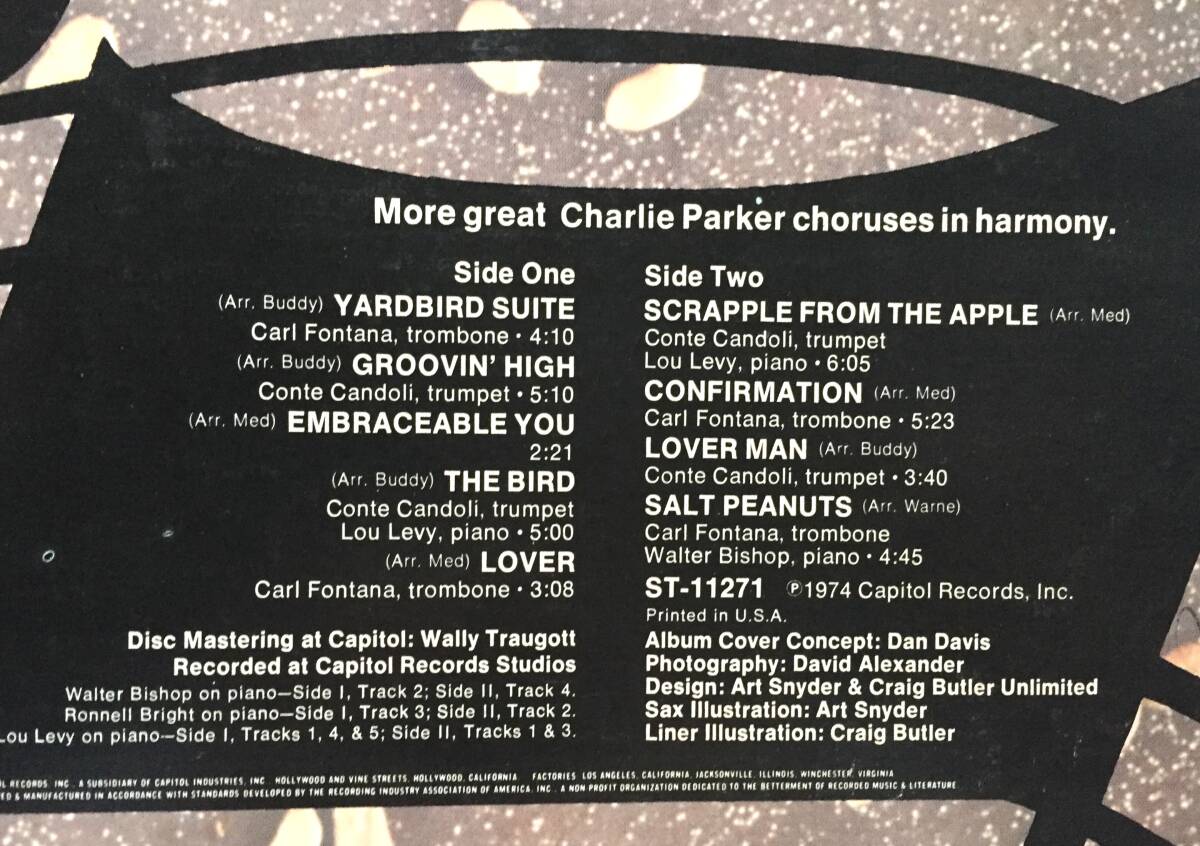 More great Charlie Parker choruses in harmony.
Side One
(Arr. Buddy) YARDBIRD SUITE
Carl Fontana, trombone • 4:10
(Arr. Buddy) GROOVIN' HIGH
Conte Candoli, trumpet • 5:10
(Arr. Med) EMBRACEABLE YOU
2:21
(Arr. Buddy) THE BIRD
Conte Candoli, trumpet
Lou Levy, piano • 5:00
(Arr. Med) LOVER
Carl Fontana, trombone • 3:08
Disc Mastering at Capitol: Wally Traugott
Recorded at Capitol Records Studios
Walter Bishop on piano—Side I, Track 2; Side II, Track 4.
Ronnell Bright on piano—Side I, Track 3; Side II, Track 2.
Lou Levy on piano—Side I, Tracks 1, 4, & 5; Side II, Tracks 1 & 3.
Side Two
SCRAPPLE FROM THE APPLE (Arr. Med)
Conte Candoli, trumpet
Lou Levy, piano • 6:05
CONFIRMATION (Arr. Med)
Carl Fontana, trombone • 5:23
LOVER MAN (Arr. Buddy)
Conte Candoli, trumpet • 3:40
SALT PEANUTS (Arr. Warne)
Carl Fontana, trombone
Walter Bishop, piano • 4:45
ST-11271 ℗1974 Capitol Records, Inc.
Printed in U.S.A.
Album Cover Concept: Dan Davis
Photography: David Alexander
Design: Art Snyder & Craig Butler Unlimited
Sax Illustration: Art Snyder
Liner Illustration: Craig Butler
RECORDS, INC., A SUBSIDIARY OF CAPITOL INDUSTRIES, INC. HOLLYWOOD AND VINE STREETS, HOLLYWOOD, CALIFORNIA FACTORIES LOS ANGELES, CALIFORNIA, JACKSONVILLE, ILLINOIS, WINCHESTER, VIRGINIA
& MANUFACTURED IN ACCORDANCE WITH STANDARDS DEVELOPED BY THE RECORDING INDUSTRY ASSOCIATION OF AMERICA, INC. A NON PROFIT ORGANIZATION DEDICATED TO THE BETTERMENT OF RECORDED MUSIC & LITERATURE